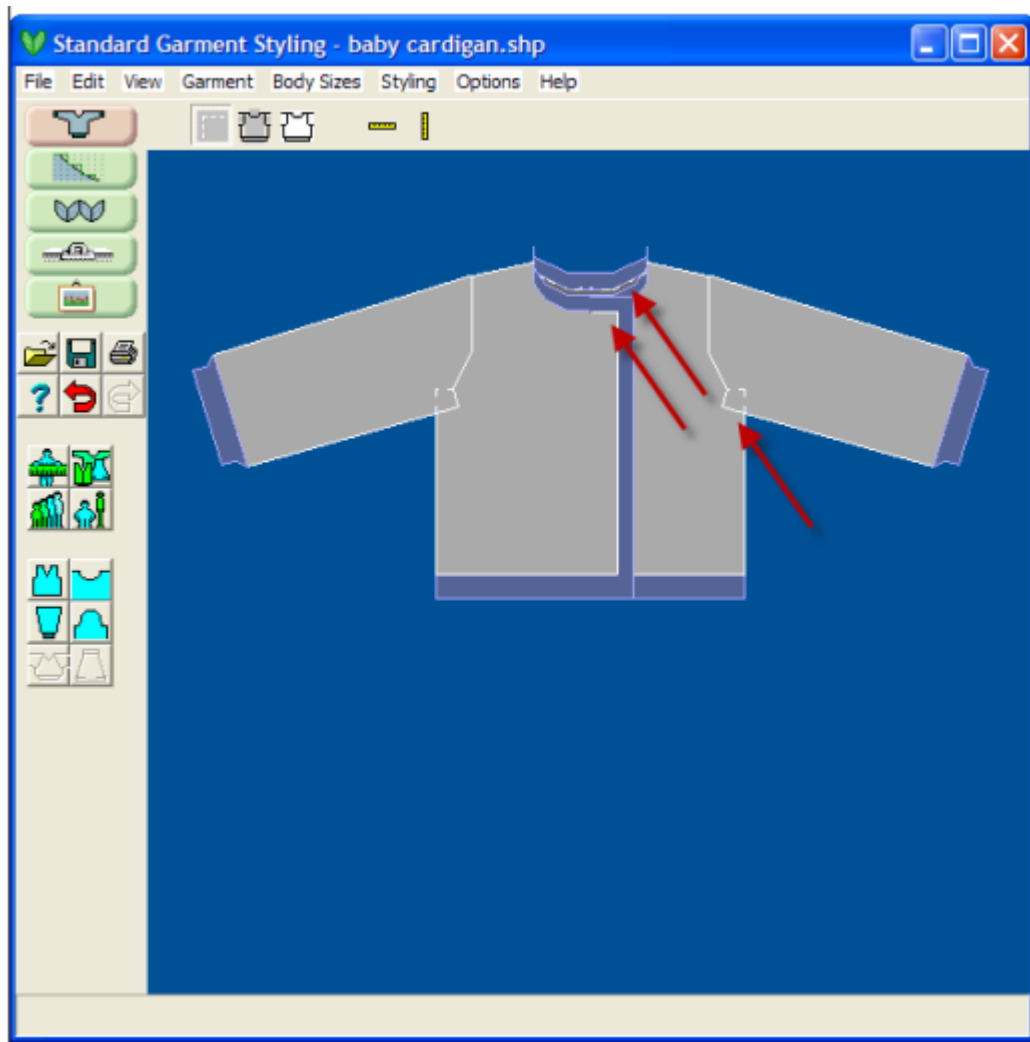 Standard Garment Styling - baby cardigan.shp
File Edit View Garment Body Sizes Styling Options Help
?